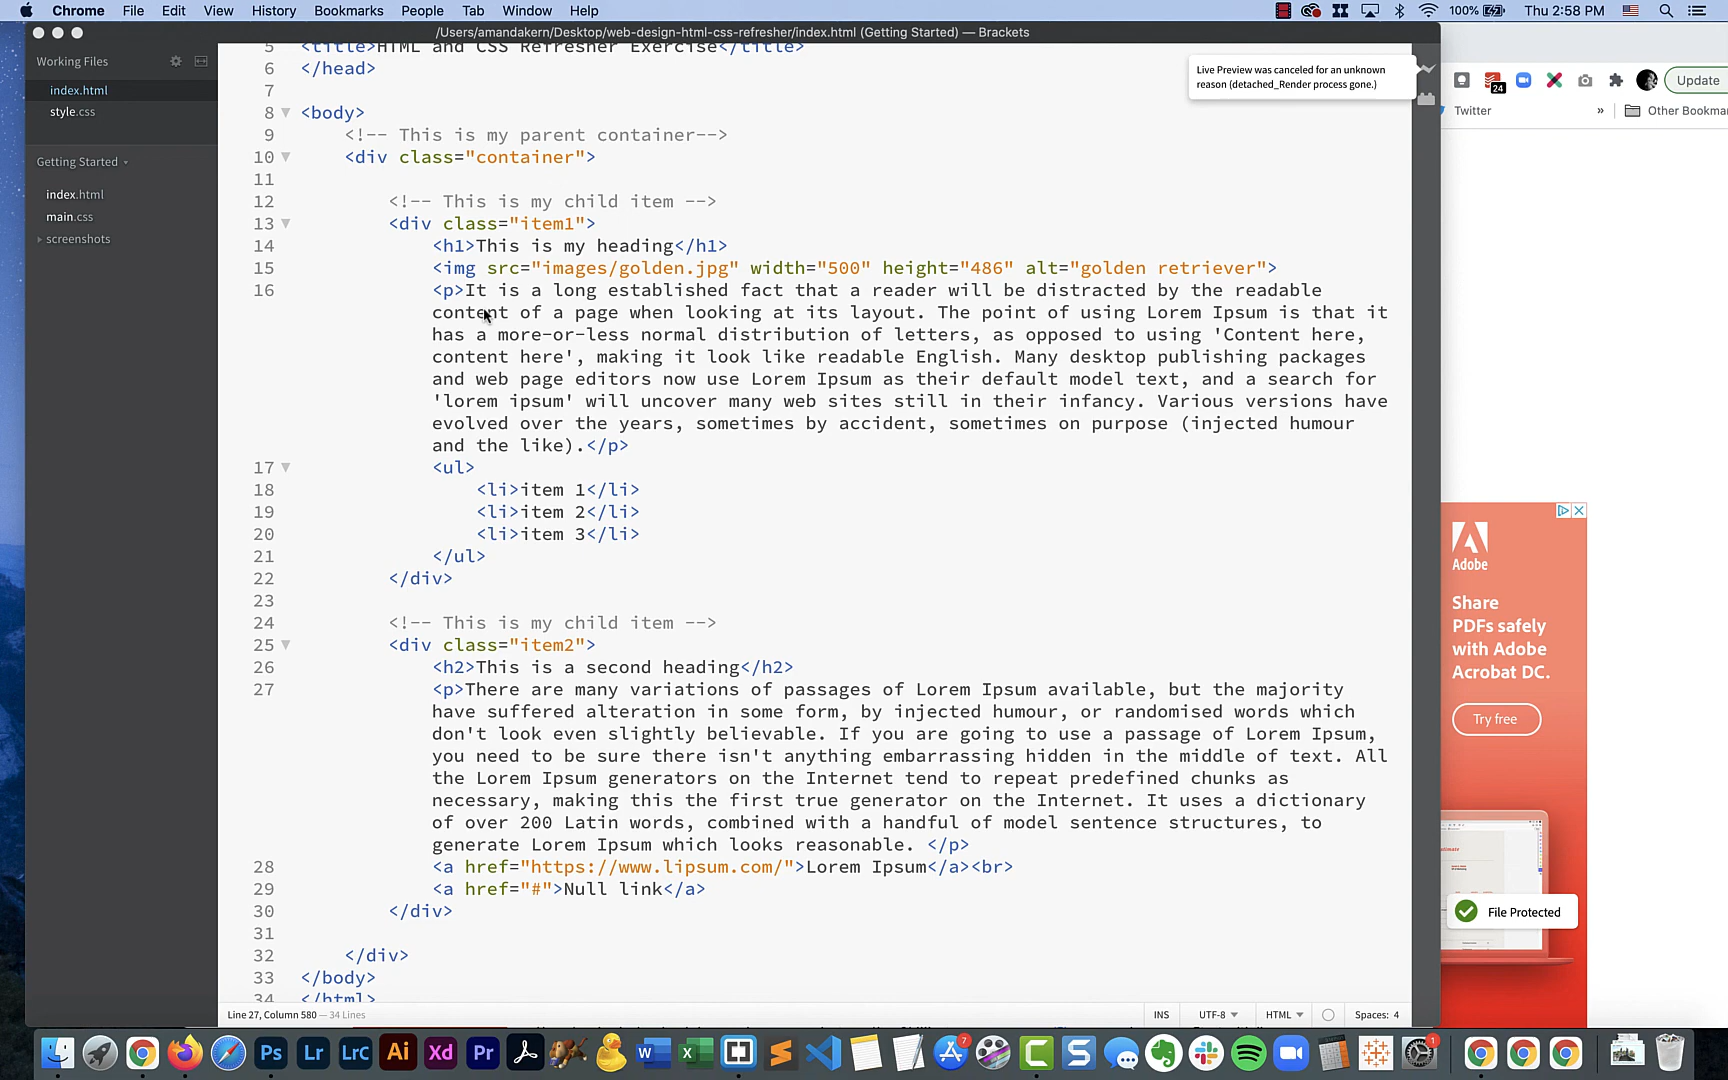 Chrome File Edit View History Bookmarks People Tab Window Help 100% Thu 2:58 PM
/Users/amandakern/Desktop/web-design-html-css-refresher/index.html (Getting Started) — Brackets
Working Files
index.html
style.css
Getting Started
index.html
main.css
screenshots
5 <title>HTML and CSS Refresher Exercise</title>
6 </head>
7
8 <body>
9 <!-- This is my parent container-->
10 <div class="container">
11
12 <!-- This is my child item -->
13 <div class="item1">
14 <h1>This is my heading</h1>
15 <img src="images/golden.jpg" width="500" height="486" alt="golden retriever">
16 <p>It is a long established fact that a reader will be distracted by the readable
content of a page when looking at its layout. The point of using Lorem Ipsum is that it
has a more-or-less normal distribution of letters, as opposed to using 'Content here,
content here', making it look like readable English. Many desktop publishing packages
and web page editors now use Lorem Ipsum as their default model text, and a search for
'lorem ipsum' will uncover many web sites still in their infancy. Various versions have
evolved over the years, sometimes by accident, sometimes on purpose (injected humour
and the like).</p>
17 <ul>
18 <li>item 1</li>
19 <li>item 2</li>
20 <li>item 3</li>
21 </ul>
22 </div>
23
24 <!-- This is my child item -->
25 <div class="item2">
26 <h2>This is a second heading</h2>
27 <p>There are many variations of passages of Lorem Ipsum available, but the majority
have suffered alteration in some form, by injected humour, or randomised words which
don't look even slightly believable. If you are going to use a passage of Lorem Ipsum,
you need to be sure there isn't anything embarrassing hidden in the middle of text. All
the Lorem Ipsum generators on the Internet tend to repeat predefined chunks as
necessary, making this the first true generator on the Internet. It uses a dictionary
of over 200 Latin words, combined with a handful of model sentence structures, to
generate Lorem Ipsum which looks reasonable. </p>
28 <a href="https://www.lipsum.com/">Lorem Ipsum</a><br>
29 <a href="#">Null link</a>
30 </div>
31
32 </div>
33 </body>
34 </html>
Live Preview was canceled for an unknown
reason (detached_Render process gone.)
24
Update
Twitter » Other Bookma
Adobe
Share
PDFs safely
with Adobe
Acrobat DC.
Try free
File Protected
Line 27, Column 580 — 34 Lines
INS UTF-8 HTML Spaces: 4
Ps Lr LrC Ai Xd Pr W X 7 C S 1